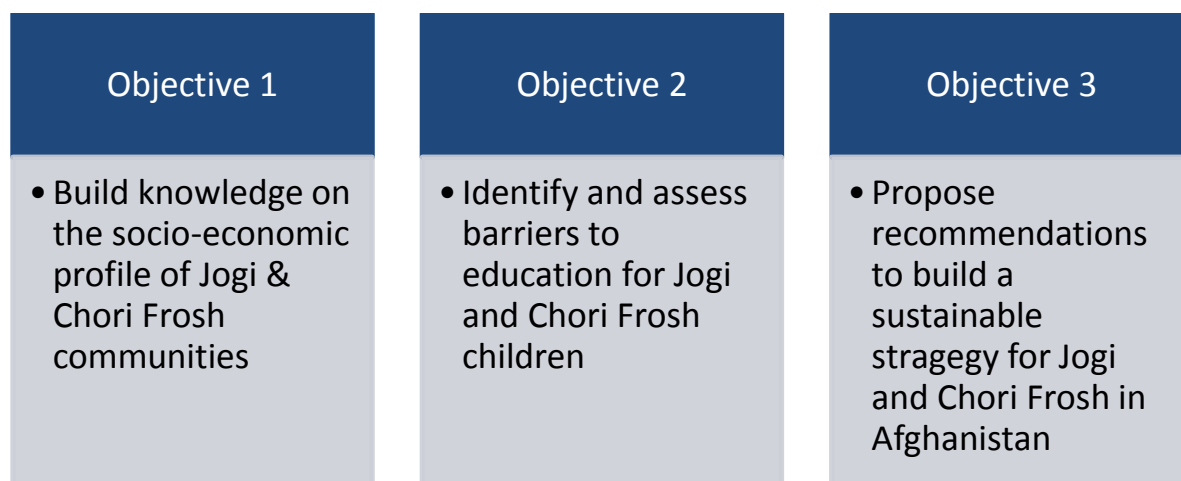 Objective 1
• Build knowledge on
the socio-economic
profile of Jogi &
Chori Frosh
communities
Objective 2
• Identify and assess
barriers to
education for Jogi
and Chori Frosh
children
Objective 3
• Propose
recommendations
to build a
sustainable
stragegy for Jogi
and Chori Frosh in
Afghanistan